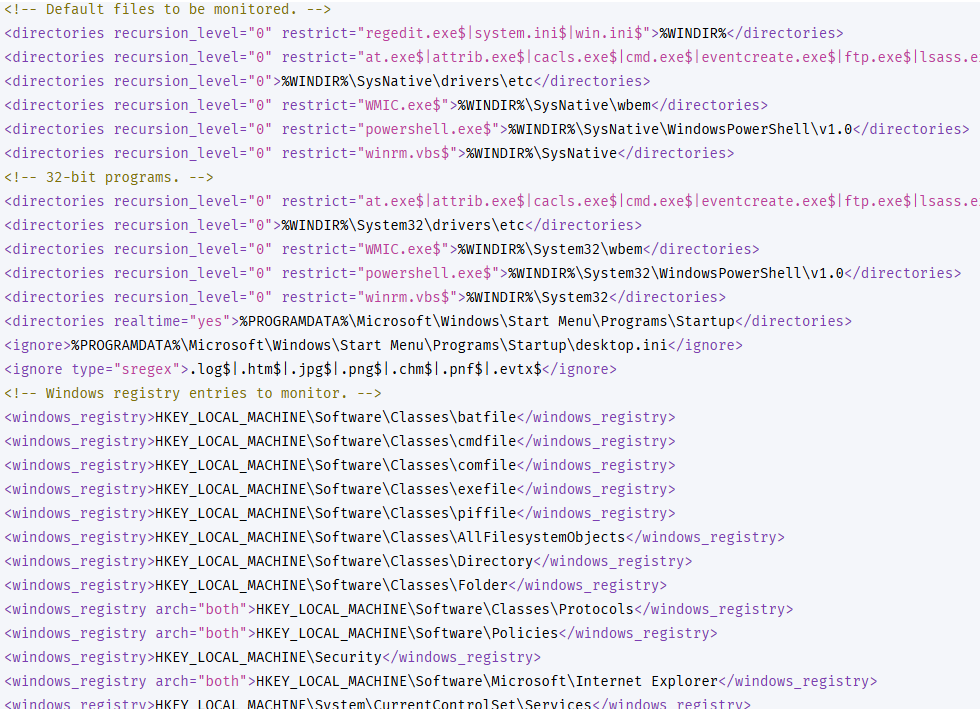 <!-- Default files to be monitored. -->
<directories recursion_level="0" restrict="regedit.exe$|system.ini$|win.ini$">%WINDIR%</directories>
<directories recursion_level="0" restrict="at.exe$|attrib.exe$|cacls.exe$|cmd.exe$|eventcreate.exe$|ftp.exe$|lsass.e
<directories recursion_level="0">%WINDIR%\SysNative\drivers\etc</directories>
<directories recursion_level="0" restrict="WMIC.exe$">%WINDIR%\SysNative\wbem</directories>
<directories recursion_level="0" restrict="powershell.exe$">%WINDIR%\SysNative\WindowsPowerShell\v1.0</directories>
<directories recursion_level="0" restrict="winrm.vbs$">%WINDIR%\SysNative</directories>
<!-- 32-bit programs. -->
<directories recursion_level="0" restrict="at.exe$|attrib.exe$|cacls.exe$|cmd.exe$|eventcreate.exe$|ftp.exe$|lsass.e
<directories recursion_level="0">%WINDIR%\System32\drivers\etc</directories>
<directories recursion_level="0" restrict="WMIC.exe$">%WINDIR%\System32\wbem</directories>
<directories recursion_level="0" restrict="powershell.exe$">%WINDIR%\System32\WindowsPowerShell\v1.0</directories>
<directories recursion_level="0" restrict="winrm.vbs$">%WINDIR%\System32</directories>
<directories realtime="yes">%PROGRAMDATA%\Microsoft\Windows\Start Menu\Programs\Startup</directories>
<ignore>%PROGRAMDATA%\Microsoft\Windows\Start Menu\Programs\Startup\desktop.ini</ignore>
<ignore type="sregex">.log$|.htm$|.jpg$|.png$|.chm$|.pnf$|.evtx$</ignore>
<!-- Windows registry entries to monitor. -->
<windows_registry>HKEY_LOCAL_MACHINE\Software\Classes\batfile</windows_registry>
<windows_registry>HKEY_LOCAL_MACHINE\Software\Classes\cmdfile</windows_registry>
<windows_registry>HKEY_LOCAL_MACHINE\Software\Classes\comfile</windows_registry>
<windows_registry>HKEY_LOCAL_MACHINE\Software\Classes\exefile</windows_registry>
<windows_registry>HKEY_LOCAL_MACHINE\Software\Classes\piffile</windows_registry>
<windows_registry>HKEY_LOCAL_MACHINE\Software\Classes\AllFilesystemObjects</windows_registry>
<windows_registry>HKEY_LOCAL_MACHINE\Software\Classes\Directory</windows_registry>
<windows_registry>HKEY_LOCAL_MACHINE\Software\Classes\Folder</windows_registry>
<windows_registry arch="both">HKEY_LOCAL_MACHINE\Software\Classes\Protocols</windows_registry>
<windows_registry arch="both">HKEY_LOCAL_MACHINE\Software\Policies</windows_registry>
<windows_registry>HKEY_LOCAL_MACHINE\Security</windows_registry>
<windows_registry arch="both">HKEY_LOCAL_MACHINE\Software\Microsoft\Internet Explorer</windows_registry>
<windows_registry>HKEY_LOCAL_MACHINE\System\CurrentControlSet\Services</windows_registry>